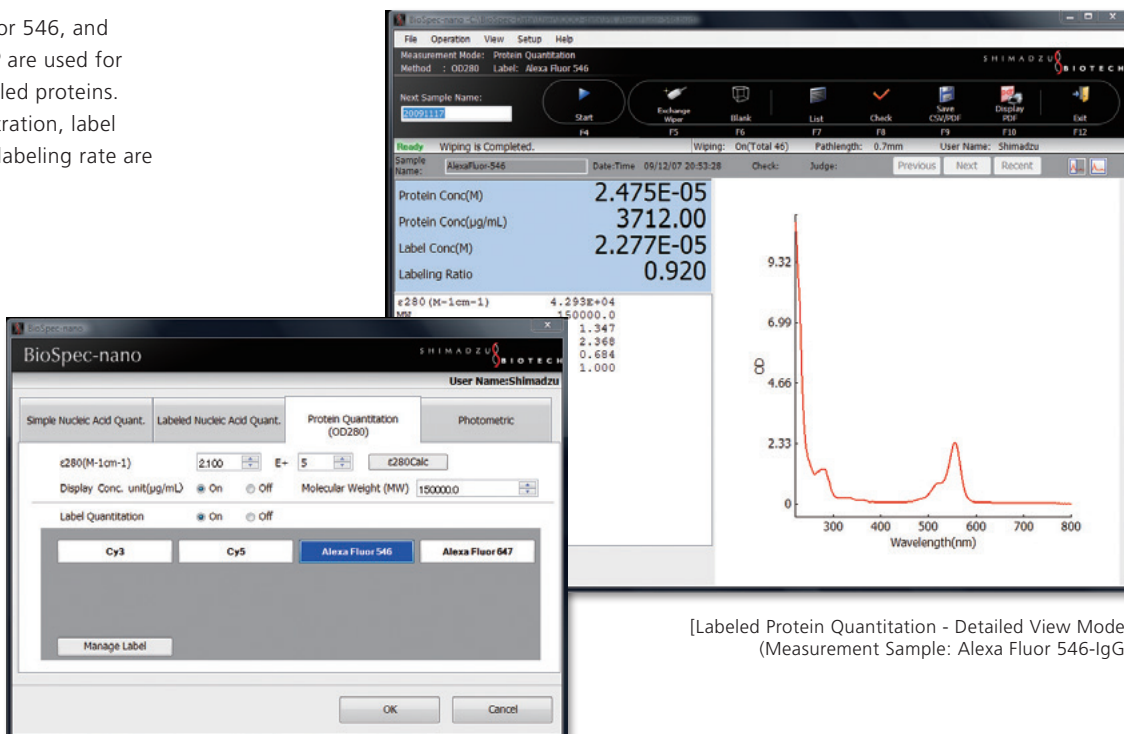 or 546, and
are used for
led proteins.
tration, label
labeling rate are
File Operation View Setup Help
Measurement Mode: Protein Quantitation
Method : OD280 Label: Alexa Fluor 546
SHIMADZU
BIOTECH
Next Sample Name:
20091117
Start
F4
Exchange
Wiper
F5
Blank
F6
List
F7
Check
F8
Save
CSV/PDF
F9
Display
PDF
F10
Exit
F12
Ready Wiping is Completed. Wiping: On(Total 46) Pathlength: 0.7mm User Name: Shimadzu
Sample
Name: AlexaFluor-546 Date:Time 09/12/07 20:53:28 Check: Judge: Previous Next Recent
Protein Conc(M) 2.475E-05
Protein Conc(µg/mL) 3712.00
Label Conc(M) 2.277E-05
Labeling Ratio 0.920
ε280(M-1cm-1) 4.293E+04
MW 150000.0
1.347
2.368
0.684
1.000
9.32
6.99
4.66
2.33
0
OD
300 400 500 600 700 800
Wavelength(nm)
BioSpec-nano
BioSpec-nano
SHIMADZU
BIOTECH
User Name:Shimadzu
Simple Nucleic Acid Quant. Labeled Nucleic Acid Quant. Protein Quantitation Photometric
(OD280)
ε280(M-1cm-1) 2.100 E+ 5 ε280Calc
Display Conc. unit(µg/mL) On Off Molecular Weight (MW) 150000.0
Label Quantitation On Off
Cy3 Cy5 Alexa Fluor 546 Alexa Fluor 647
Manage Label
OK Cancel
[Labeled Protein Quantitation - Detailed View Mode
(Measurement Sample: Alexa Fluor 546-IgG